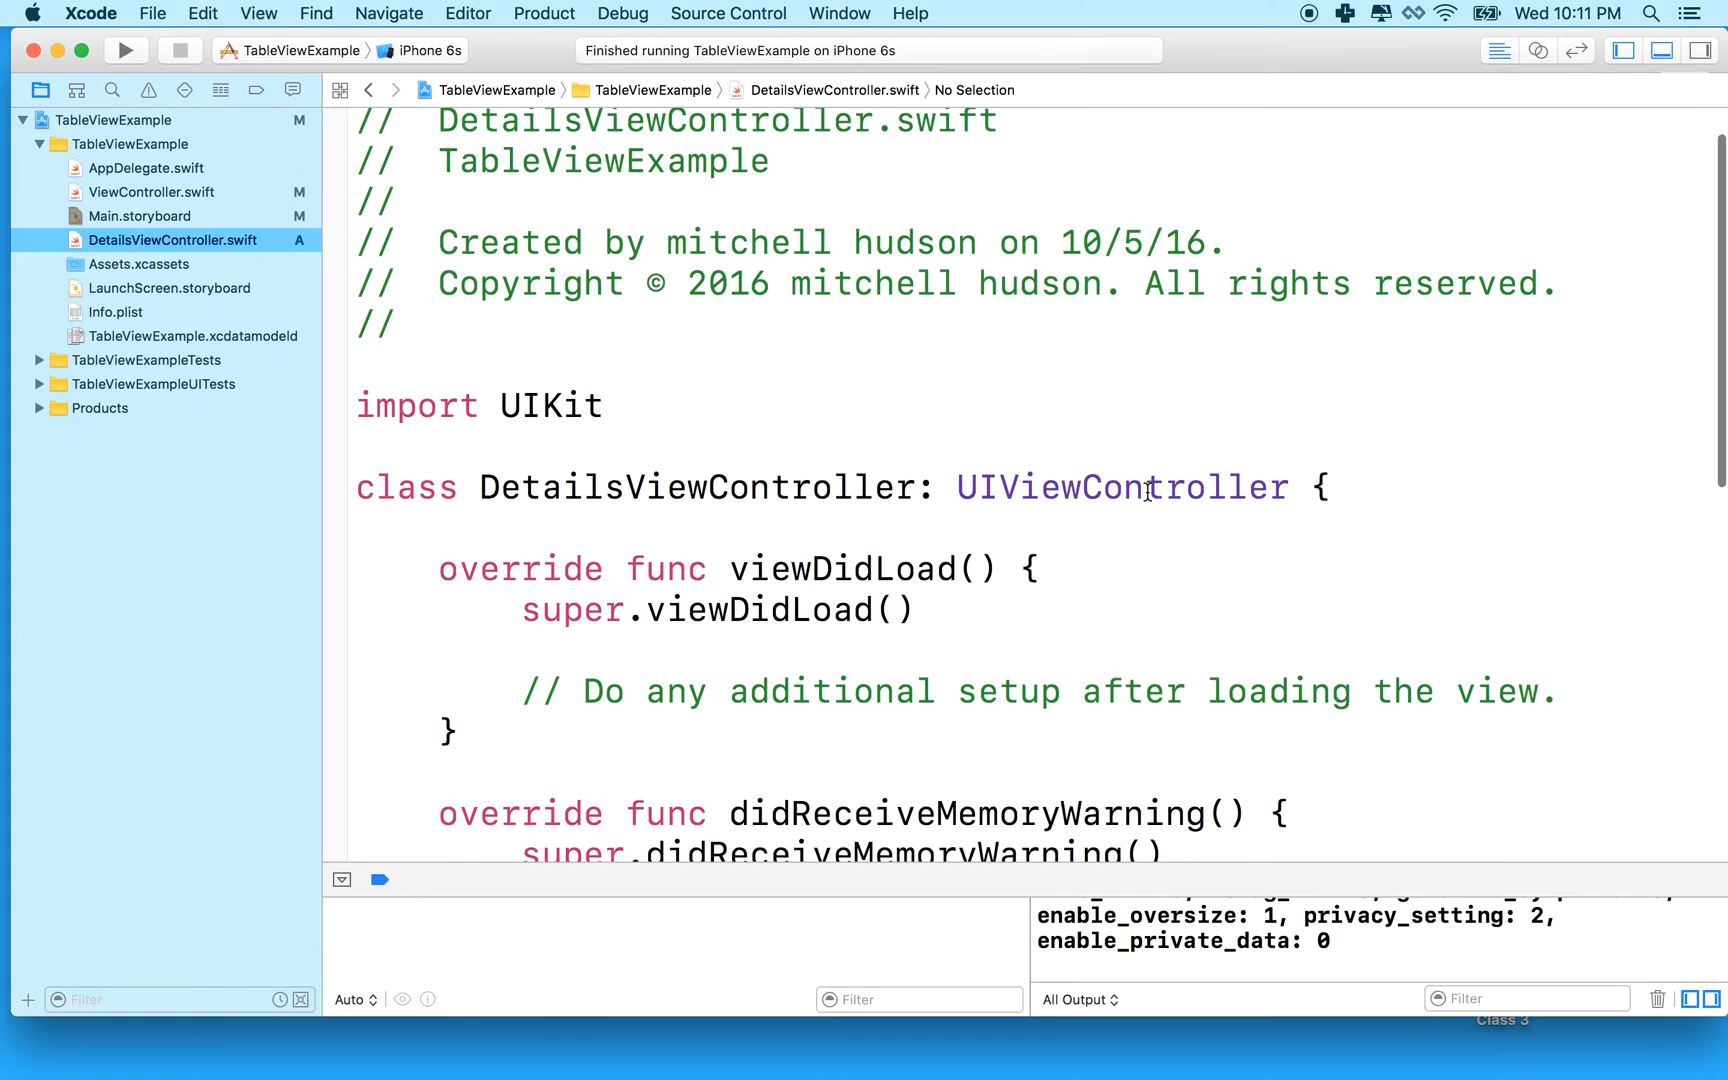 Xcode File Edit View Find Navigate Editor Product Debug Source Control Window Help Wed 10:11 PM
TableViewExample iPhone 6s Finished running TableViewExample on iPhone 6s
TableViewExample TableViewExample DetailsViewController.swift No Selection
TableViewExample M
TableViewExample
AppDelegate.swift
ViewController.swift M
Main.storyboard M
DetailsViewController.swift A
Assets.xcassets
LaunchScreen.storyboard
Info.plist
TableViewExample.xcdatamodeld
TableViewExampleTests
TableViewExampleUITests
Products
// DetailsViewController.swift
// TableViewExample
//
// Created by mitchell hudson on 10/5/16.
// Copyright © 2016 mitchell hudson. All rights reserved.
//
import UIKit
class DetailsViewController: UIViewController {
override func viewDidLoad() {
super.viewDidLoad()
// Do any additional setup after loading the view.
}
override func didReceiveMemoryWarning() {
super.didReceiveMemoryWarning()
enable_oversize: 1, privacy_setting: 2,
enable_private_data: 0
Filter Auto Filter All Output Filter
Class 3